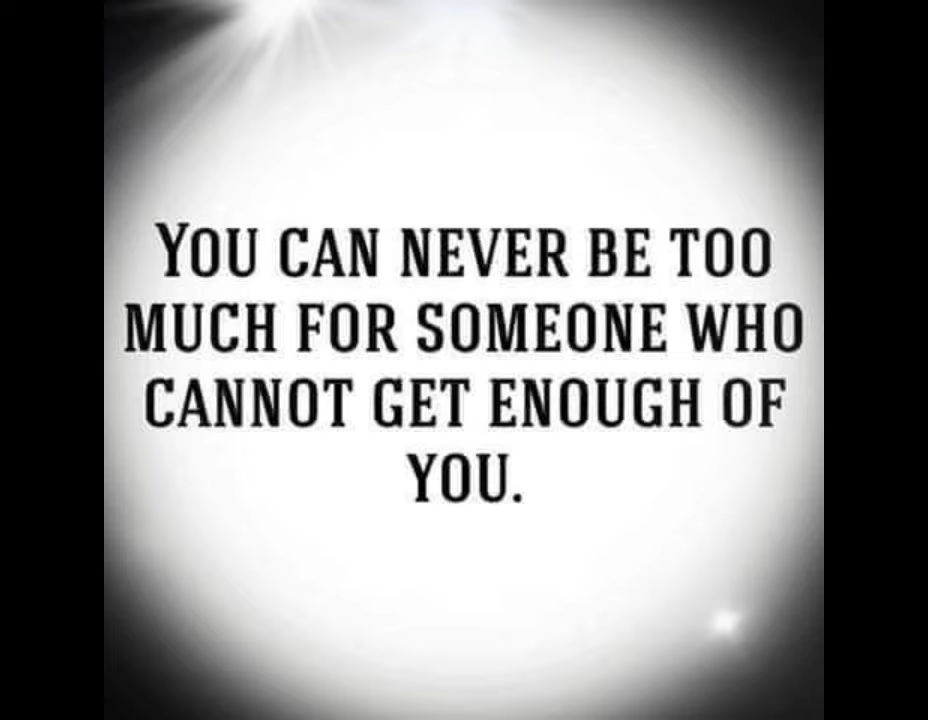 YOU CAN NEVER BE TOO
MUCH FOR SOMEONE WHO
CANNOT GET ENOUGH OF
YOU.